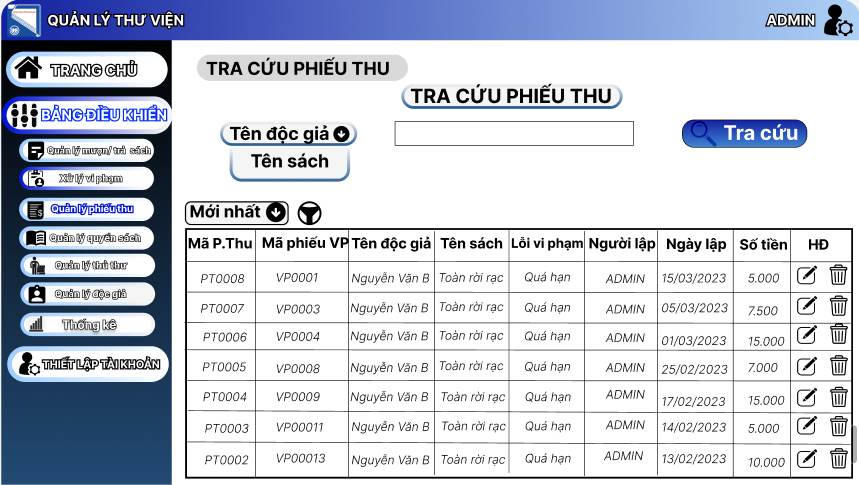 QUẢN LÝ THƯ VIỆN
ADMIN
TRANG CHỦ
BẢNG ĐIỀU KHIỂN
Quản lý mượn/ trả sách
Xử lý vi phạm
Quản lý phiếu thu
Quản lý quyển sách
Quản lý thủ thư
Quản lý độc giả
Thống kê
THIẾT LẬP TÀI KHOẢN
TRA CỨU PHIẾU THU
TRA CỨU PHIẾU THU
Tên độc giả
Tên sách
Tra cứu
Mới nhất
Mã P.Thu Mã phiếu VP Tên độc giả Tên sách Lỗi vi phạm Người lập Ngày lập Số tiền HĐ
PT0008 VP0001 Nguyễn Văn B Toàn rời rạc Quá hạn ADMIN 15/03/2023 5.000
PT0007 VP0003 Nguyễn Văn B Toàn rời rạc Quá hạn ADMIN 05/03/2023 7.500
PT0006 VP0004 Nguyễn Văn B Toàn rời rạc Quá hạn ADMIN 01/03/2023 15.000
PT0005 VP0008 Nguyễn Văn B Toàn rời rạc Quá hạn ADMIN 25/02/2023 7.000
PT0004 VP0009 Nguyễn Văn B Toàn rời rạc Quá hạn ADMIN 17/02/2023 15.000
PT0003 VP00011 Nguyễn Văn B Toàn rời rạc Quá hạn ADMIN 14/02/2023 5.000
PT0002 VP00013 Nguyễn Văn B Toàn rời rạc Quá hạn ADMIN 13/02/2023 10.000